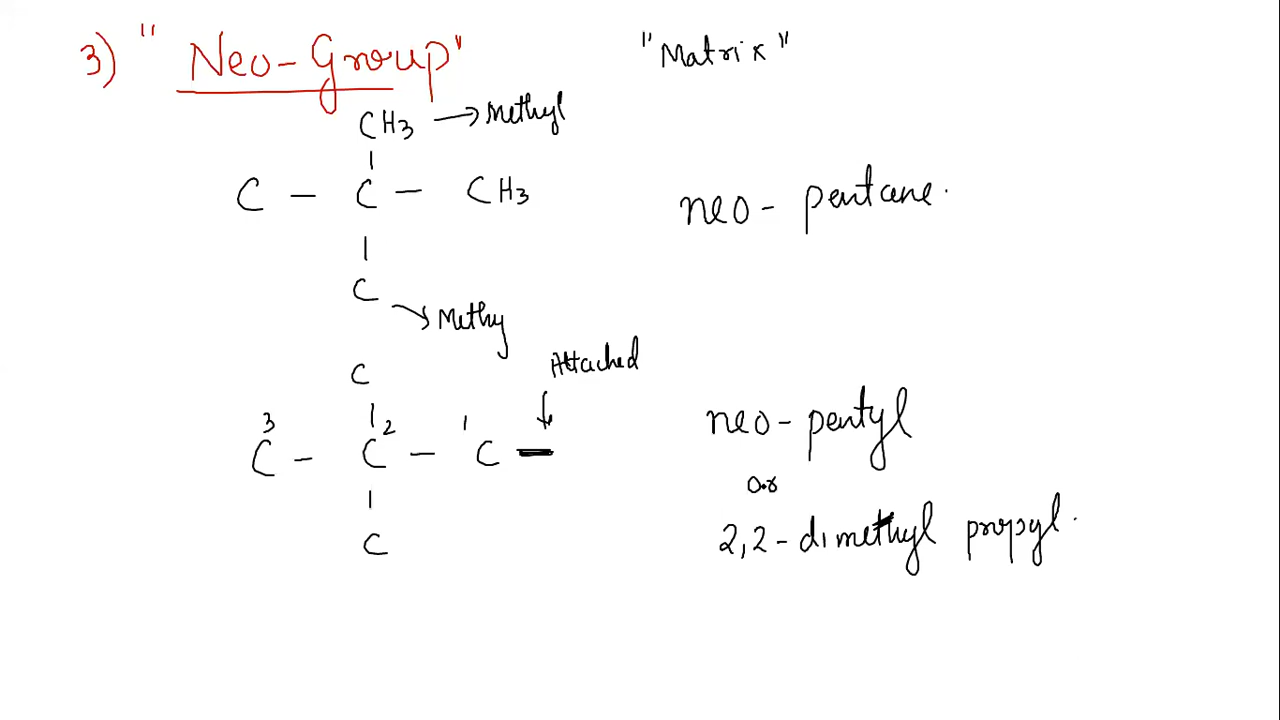 3) "Neo-Group"
"Matrix"
CH3 → Methyl
C - C - CH3
neo-pentane.
C
→ Methy
Attached
C
3 2 1
C - C - C -
C
neo-pentyl
or
2,2-dimethyl propyl.